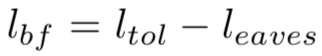 l_{bf} = l_{tol} - l_{eaves}